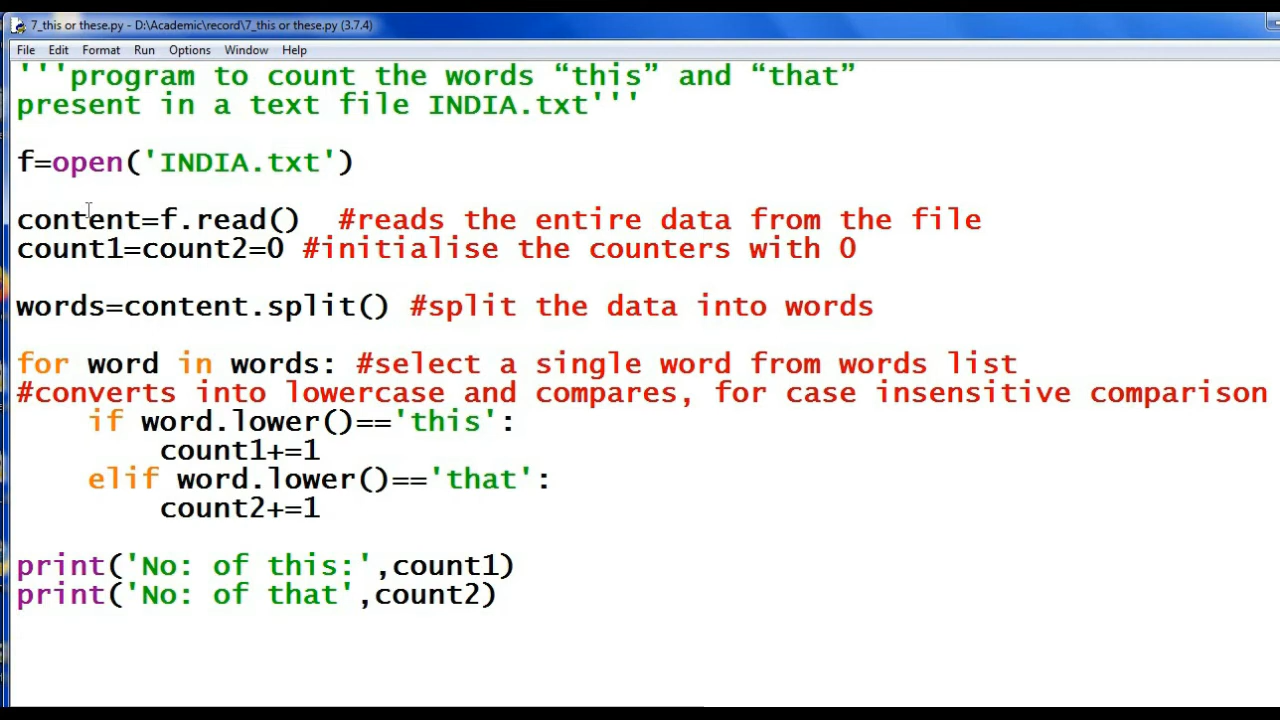 7_this or these.py - D:\Academic\record\7_this or these.py (3.7.4)
File Edit Format Run Options Window Help
'''program to count the words “this” and “that”
present in a text file INDIA.txt'''
f=open('INDIA.txt')
content=f.read()  #reads the entire data from the file
count1=count2=0 #initialise the counters with 0
words=content.split() #split the data into words
for word in words: #select a single word from words list
#converts into lowercase and compares, for case insensitive comparison
    if word.lower()=='this':
        count1+=1
    elif word.lower()=='that':
        count2+=1
print('No: of this:',count1)
print('No: of that',count2)